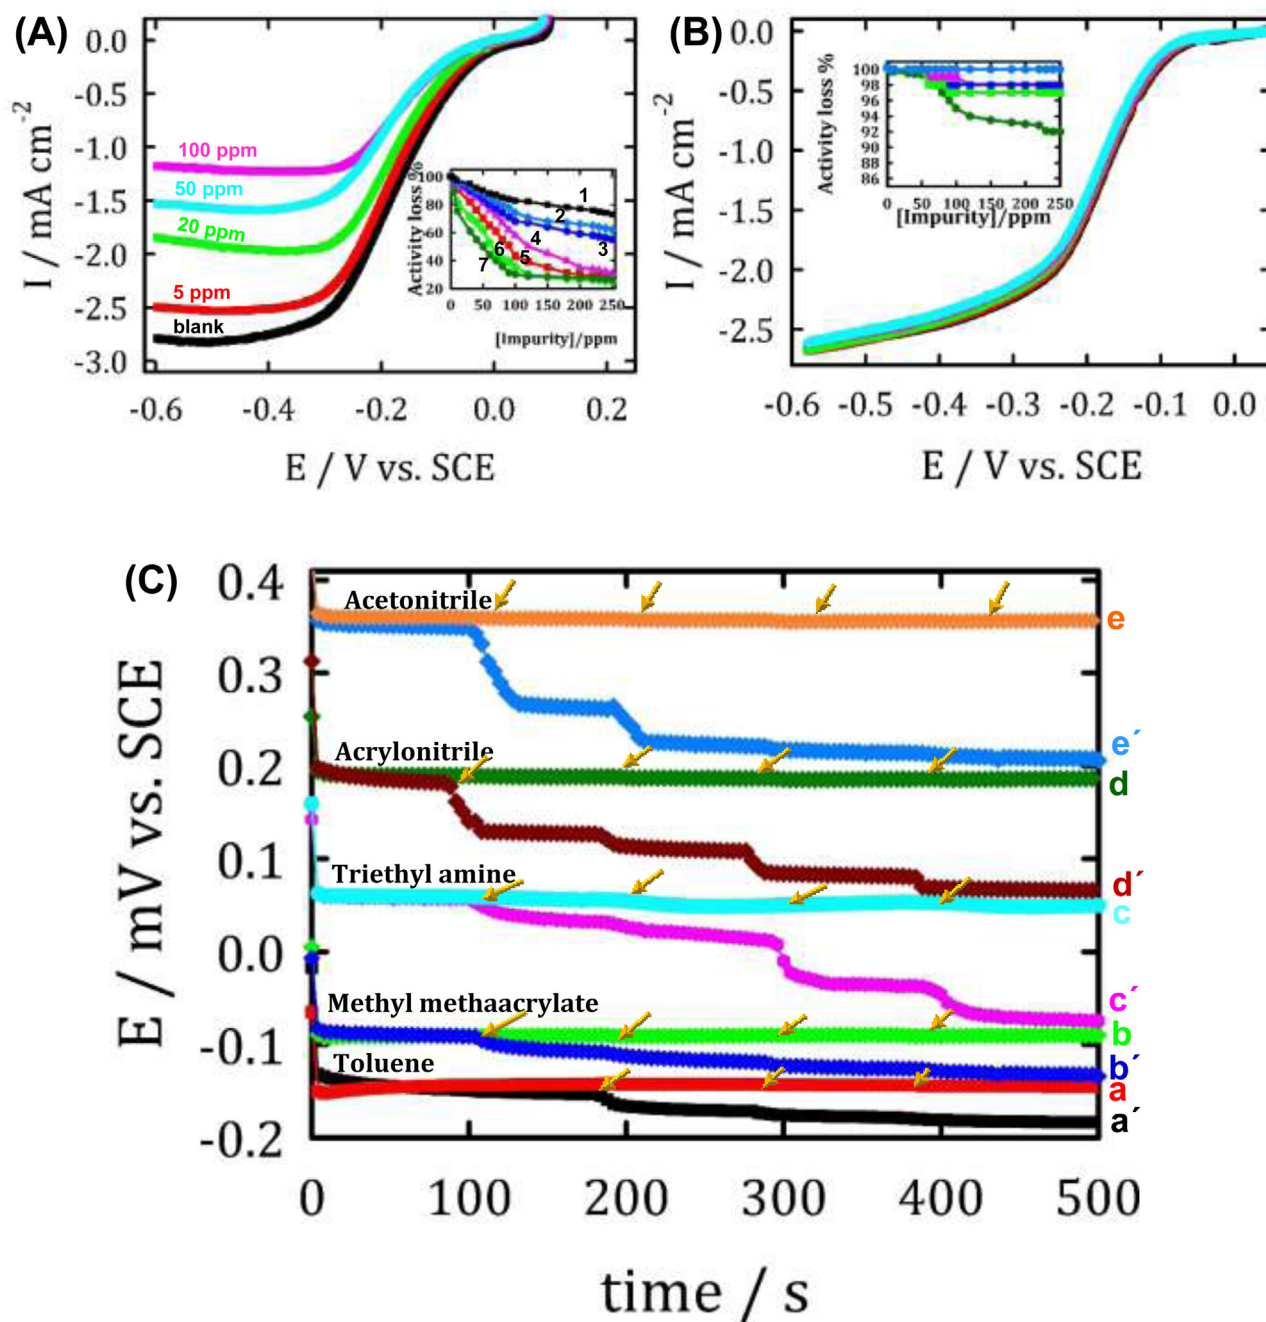 (A)
0.0
-0.5
-1.0
-1.5
-2.0
-2.5
-3.0
I / mA cm-2
100 ppm
50 ppm
20 ppm
5 ppm
blank
-0.6 -0.4 -0.2 0.0 0.2
E / V vs. SCE
Activity loss %
100
80
60
40
20
1
2
3
4
5
6
7
0 50 100 150 200 250
[Impurity]/ppm
(B)
0.0
-0.5
-1.0
-1.5
-2.0
-2.5
I / mA cm-2
Activity loss %
100
98
96
94
92
90
88
86
0 50 100 150 200 250
[Impurity]/ppm
-0.6 -0.5 -0.4 -0.3 -0.2 -0.1 0.0
E / V vs. SCE
(C)
0.4
0.3
0.2
0.1
0.0
-0.1
-0.2
E / mV vs. SCE
Acetonitrile
e
e´
Acrylonitrile
d
d´
Triethyl amine
c
c´
Methyl methaacrylate
b
b´
Toluene
a
a´
0 100 200 300 400 500
time / s